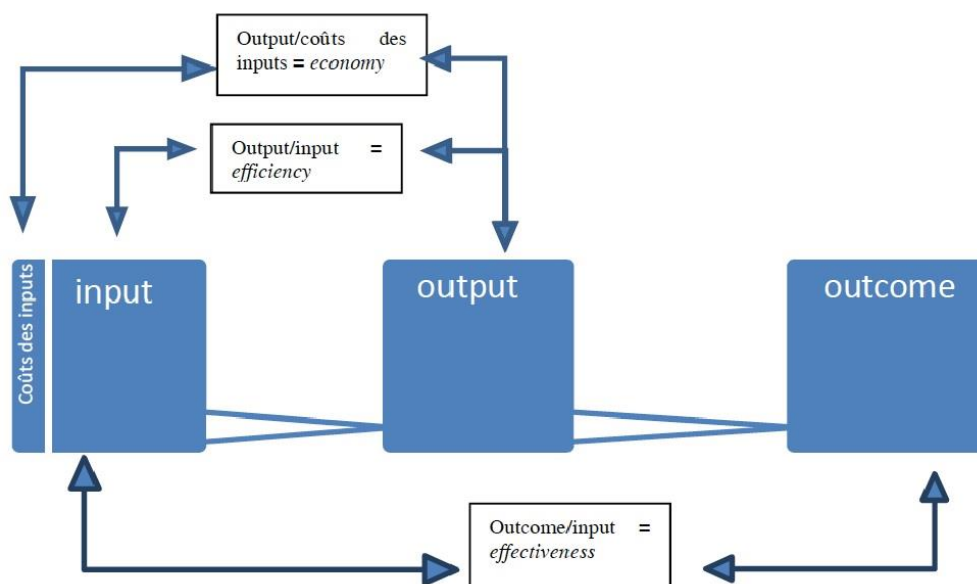 Output/coûts des
inputs = economy
Output/input =
efficiency
Coûts des inputs
input
output
outcome
Outcome/input =
effectiveness